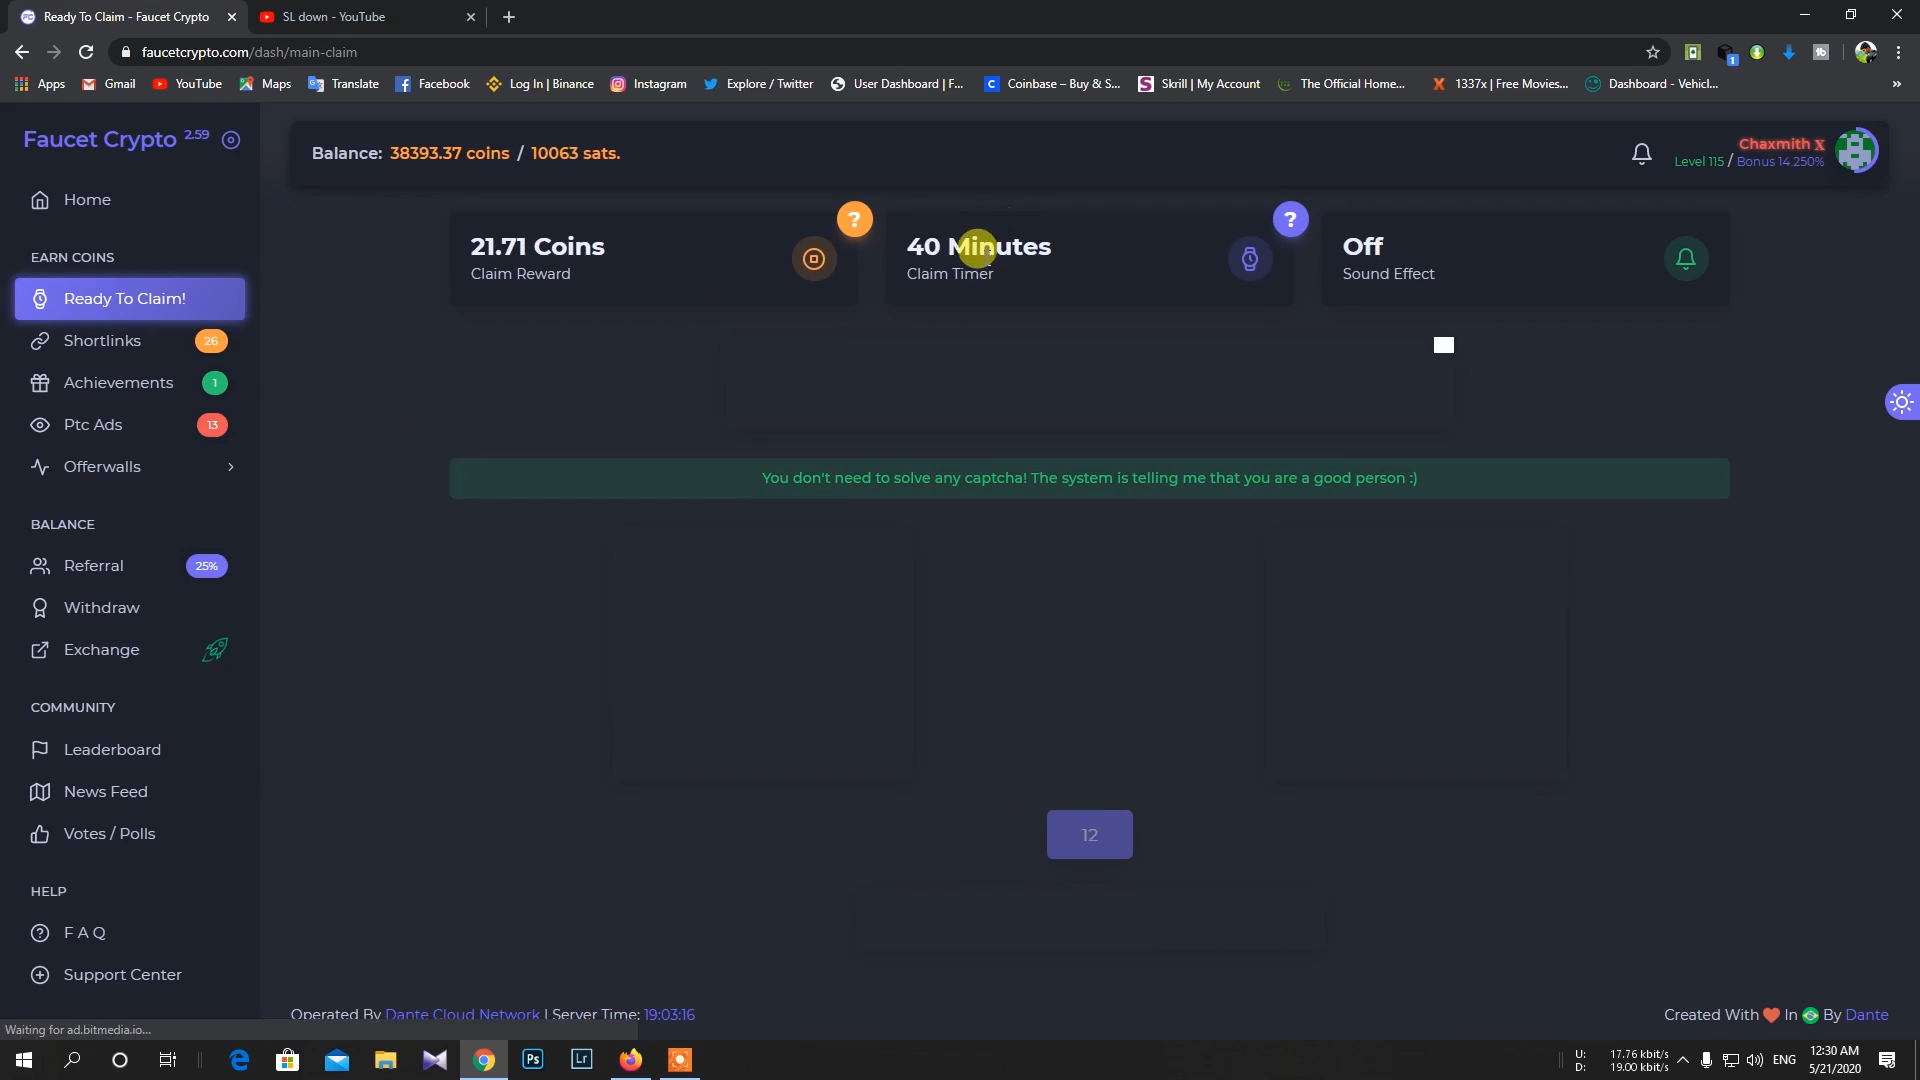 Ready To Claim - Faucet Crypto
SL down - YouTube
faucetcrypto.com/dash/main-claim
Apps
Gmail
YouTube
Maps
Translate
Facebook
Log In | Binance
Instagram
Explore / Twitter
User Dashboard | F...
Coinbase – Buy & S...
Skrill | My Account
The Official Home...
1337x | Free Movies...
Dashboard - Vehicl...
Faucet Crypto 2.59
Balance: 38393.37 coins / 10063 sats.
Chaxmith X
Level 115 / Bonus 14.250%
Home
EARN COINS
Ready To Claim!
Shortlinks 26
Achievements 1
Ptc Ads 13
Offerwalls
BALANCE
Referral 25%
Withdraw
Exchange
COMMUNITY
Leaderboard
News Feed
Votes / Polls
HELP
F A Q
Support Center
21.71 Coins
Claim Reward
?
40 Minutes
Claim Timer
?
Off
Sound Effect
You don't need to solve any captcha! The system is telling me that you are a good person :)
12
Operated By Dante Cloud Network | Server Time: 19:03:16
Created With In By Dante
Waiting for ad.bitmedia.io...
Ps
Lr
U: 17.76 kbit/s
D: 19.00 kbit/s
ENG
12:30 AM
5/21/2020